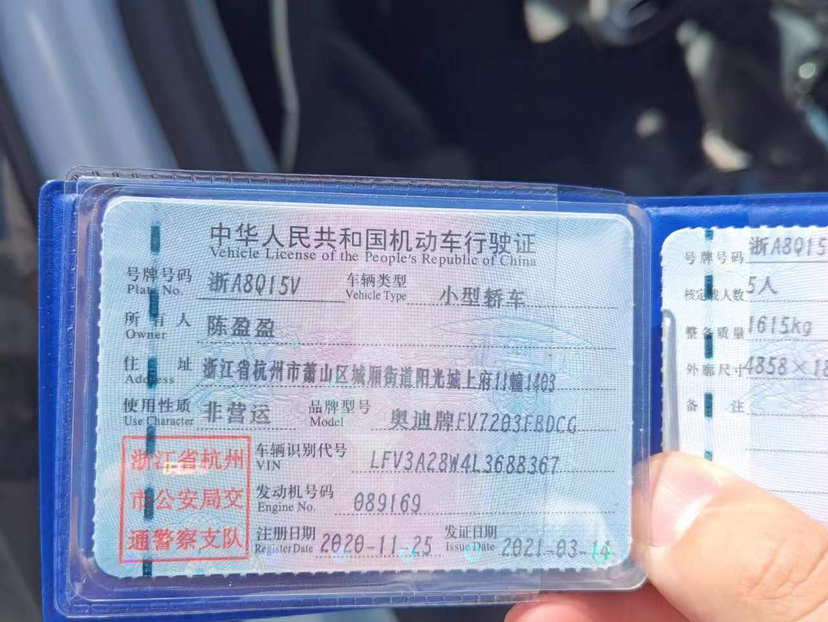 中华人民共和国机动车行驶证
Vehicle License of the People's Republic of China
号牌号码 浙A8Q15V 车辆类型 小型轿车
Plate No. Vehicle Type
所有人 陈盈盈
Owner
住址 浙江省杭州市萧山区城厢街道阳光城上府11幢1403
Address
使用性质 非营运 品牌型号 奥迪牌FV7203FBDCG
Use Character Model
浙江省杭州
市公安局交
通警察支队
车辆识别代号 LFV3A28W4L3688367
VIN
发动机号码 089169
Engine No.
注册日期 2020-11-25 发证日期 2021-03-14
Register Date Issue Date
号牌号码 浙A8Q15
核定载人数 5人
整备质量 1615kg
外廓尺寸 4858×18
备注